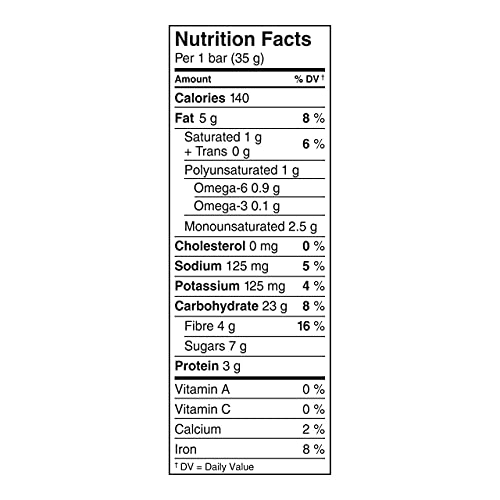 Nutrition Facts
Per 1 bar (35 g)
Amount % DV †
Calories 140
Fat 5 g 8 %
Saturated 1 g
+ Trans 0 g 6 %
Polyunsaturated 1 g
Omega-6 0.9 g
Omega-3 0.1 g
Monounsaturated 2.5 g
Cholesterol 0 mg 0 %
Sodium 125 mg 5 %
Potassium 125 mg 4 %
Carbohydrate 23 g 8 %
Fibre 4 g 16 %
Sugars 7 g
Protein 3 g
Vitamin A 0 %
Vitamin C 0 %
Calcium 2 %
Iron 8 %
† DV = Daily Value